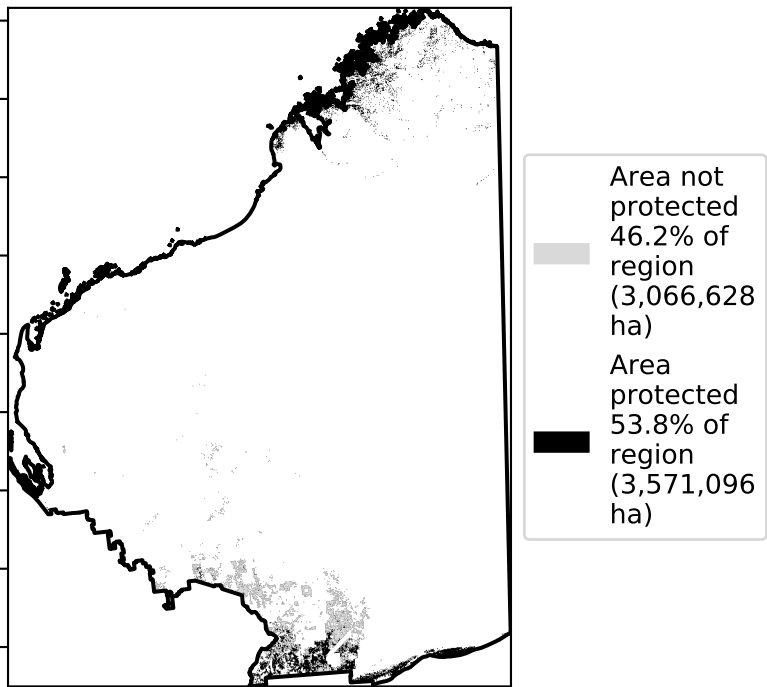 Area not
protected
46.2% of
region
(3,066,628
ha)
Area
protected
53.8% of
region
(3,571,096
ha)